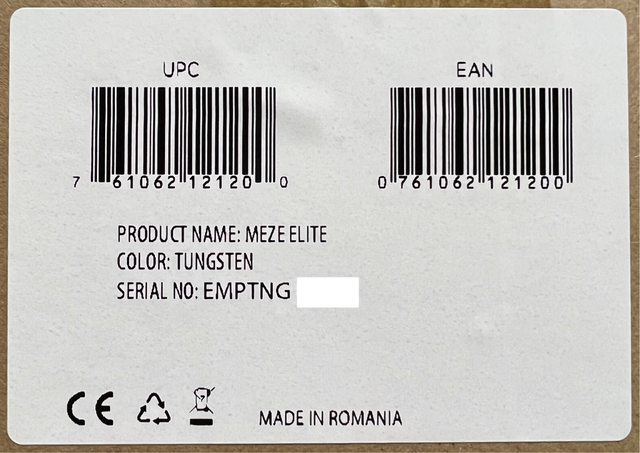 UPC
EAN
7 61062 12120 0
0 761062 121200
PRODUCT NAME: MEZE ELITE
COLOR: TUNGSTEN
SERIAL NO: EMPTNG
CE
MADE IN ROMANIA